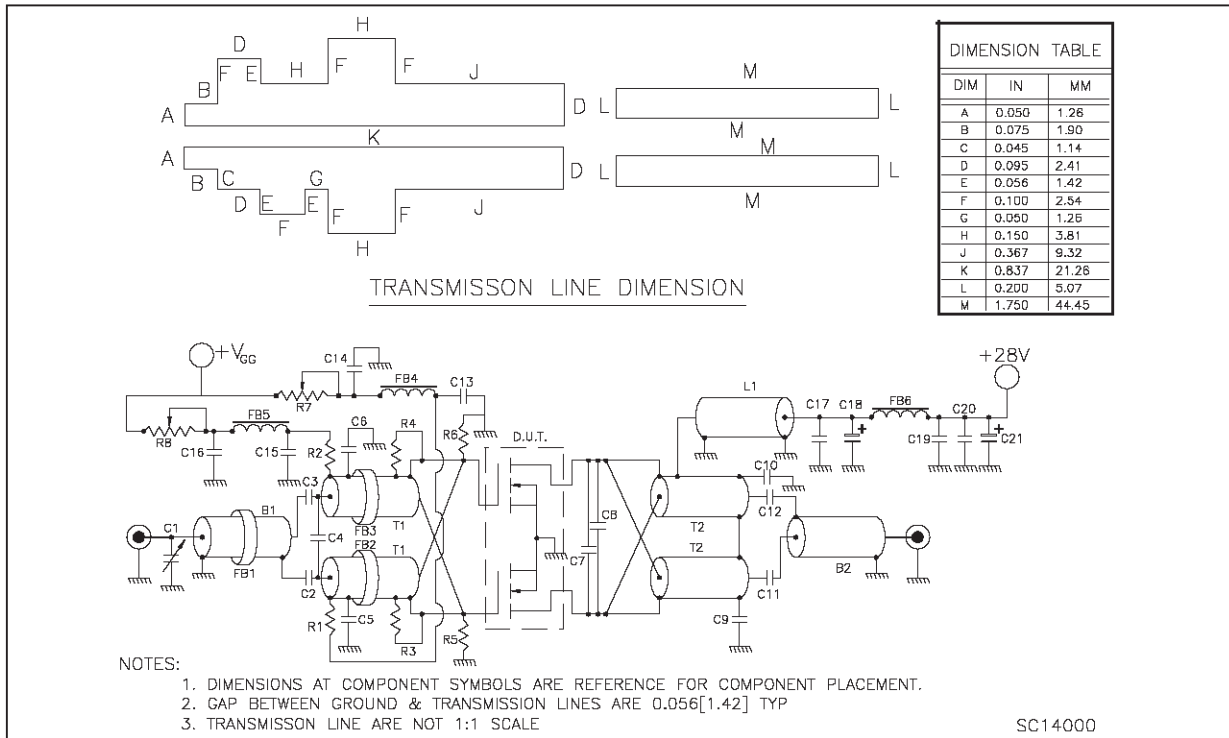 H
D
F E H F F J
B
A
D
K
A
B C G D
D E E F F J
F
H
M
L L
M
M
L L
M
TRANSMISSON LINE DIMENSION
DIMENSION TABLE
DIM IN MM
A 0.050 1.26
B 0.075 1.90
C 0.045 1.14
D 0.095 2.41
E 0.056 1.42
F 0.100 2.54
G 0.050 1.26
H 0.150 3.81
J 0.367 9.32
K 0.837 21.26
L 0.200 5.07
M 1.750 44.45
+VGG
C14
FB4
C13
R7
R8
FB5
C16
C15
R2
C6
R4
R6
D.U.T.
L1
+28V
C17 C18 FB6 C20
C19 C21
C10
C12
C3
B1
C1
FB1
C4
FB3 T1
FB2 T1
C2
R1 C5
R3
R5
C8
C7
T2
T2
B2
C11
C9
NOTES:
1. DIMENSIONS AT COMPONENT SYMBOLS ARE REFERENCE FOR COMPONENT PLACEMENT.
2. GAP BETWEEN GROUND & TRANSMISSION LINES ARE 0.056[1.42] TYP
3. TRANSMISSON LINE ARE NOT 1:1 SCALE
SC14000